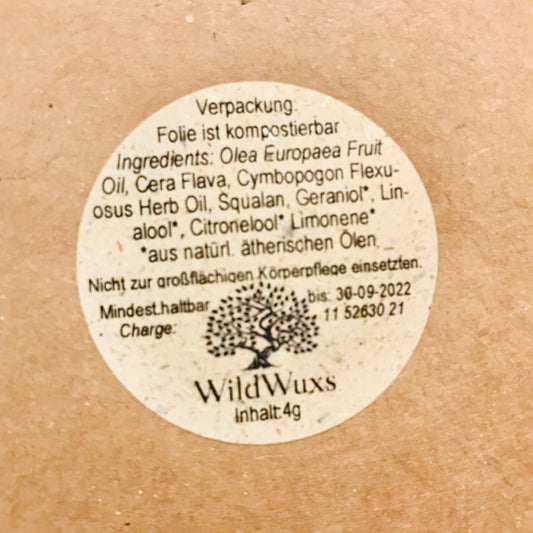 Verpackung:
Folie ist kompostierbar
Ingredients: Olea Europaea Fruit
Oil, Cera Flava, Cymbopogon Flexu-
osus Herb Oil, Squalan, Geraniol*, Lin-
alool*, Citronelool* Limonene*
*aus natürl. ätherischen Ölen
Nicht zur großflächigen Körperpflege einsetzten.
Mindest.haltbar bis: 30-09-2022
Charge: 11 52630 21
WildWuxs
Inhalt:4g